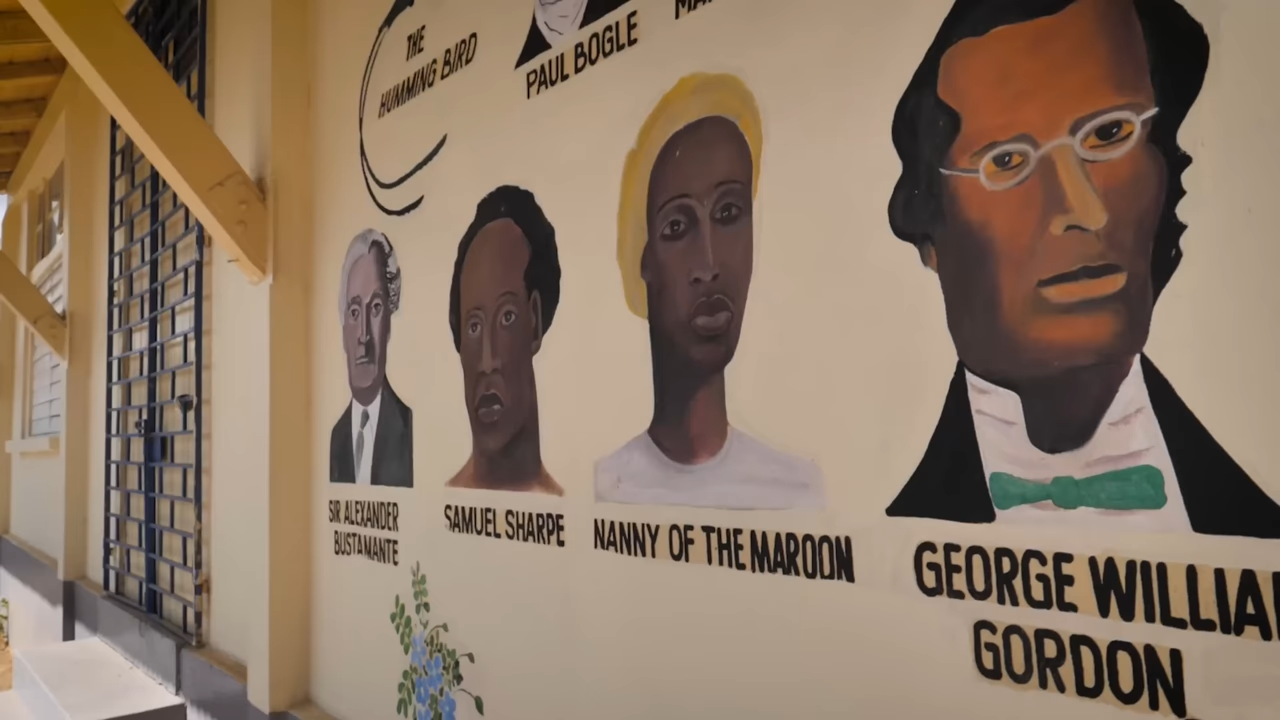 THE
HUMMING BIRD
PAUL BOGLE
SIR ALEXANDER
BUSTAMANTE
SAMUEL SHARPE
NANNY OF THE MAROON
GEORGE WILLIA
GORDON